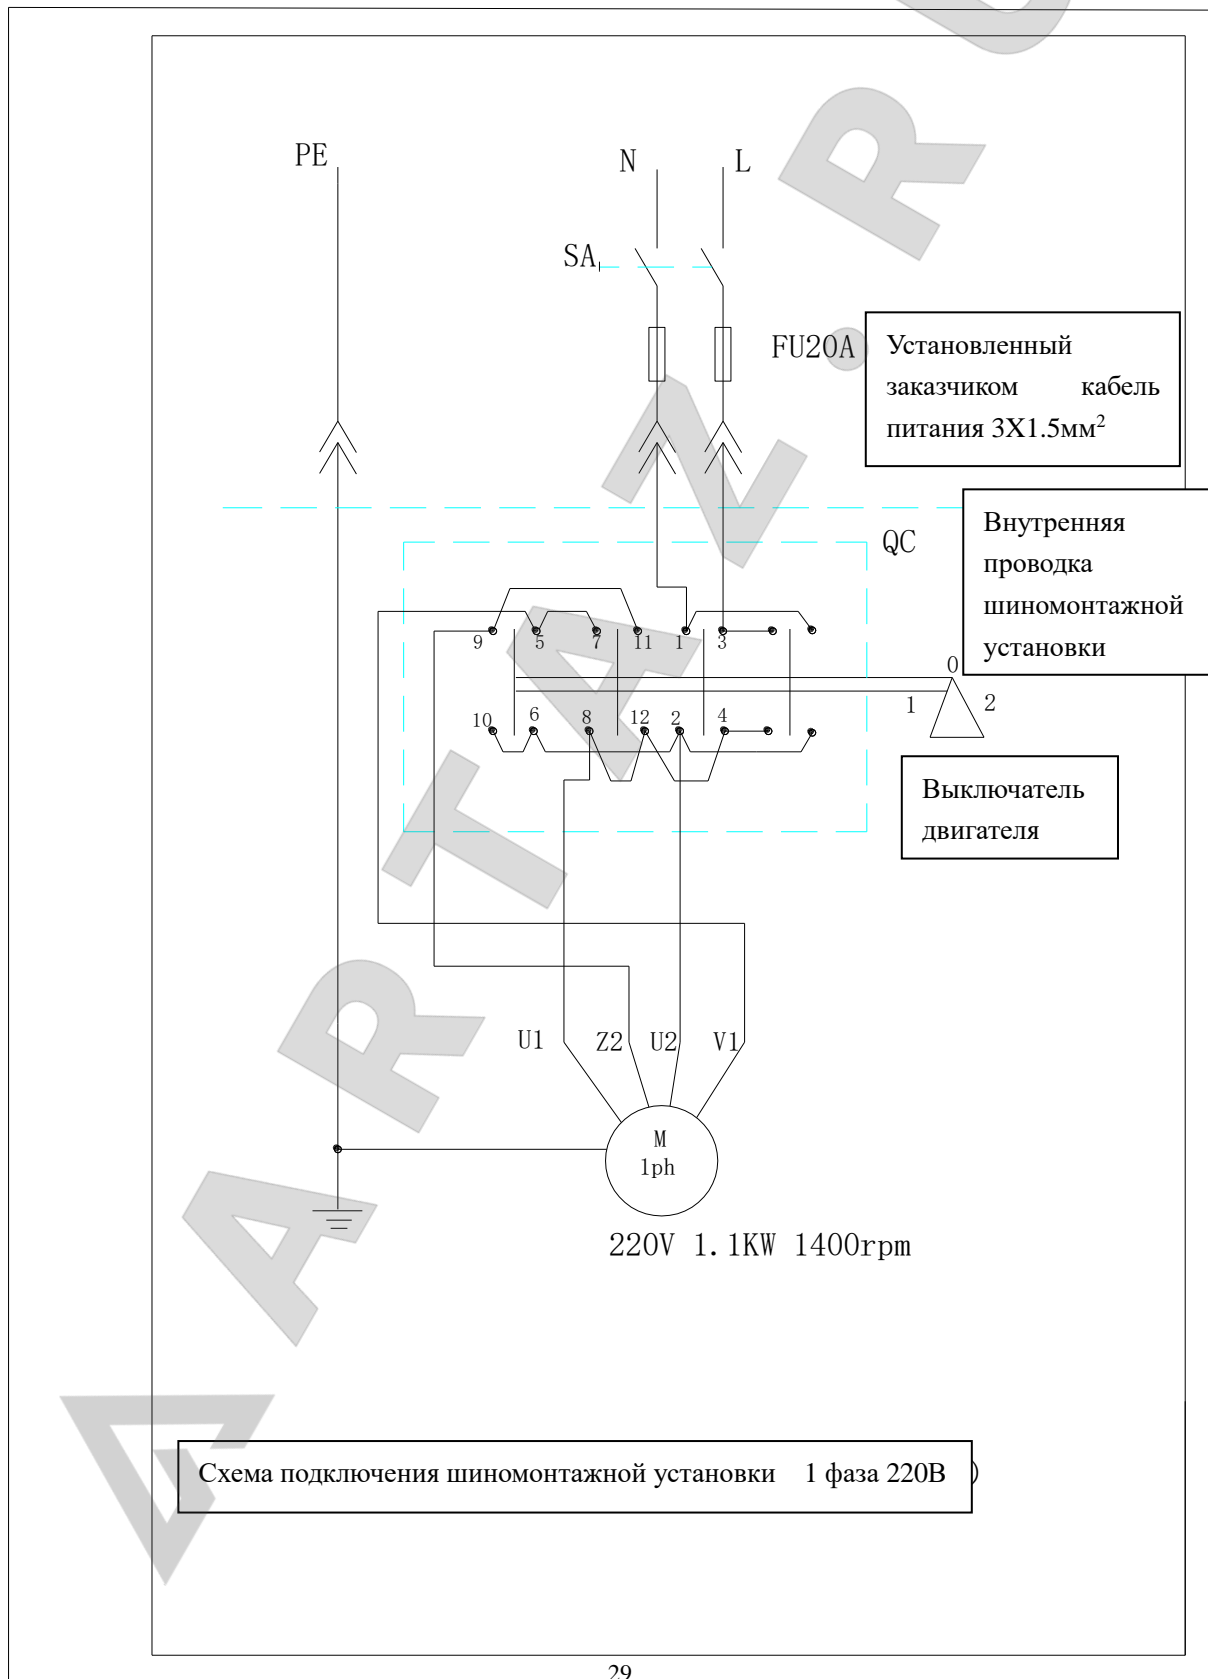 PE
N
L
SA
FU20A
Установленный
заказчиком кабель
питания 3X1.5мм²
QC
Внутренняя
проводка
шиномонтажной
установки
9 5 7 11 1 3
0
1 2
10 6 8 12 2 4
Выключатель
двигателя
U1 Z2 U2 V1
M
1ph
220V 1.1KW 1400rpm
Схема подключения шиномонтажной установки 1 фаза 220В )
29
ARTAZ.RU